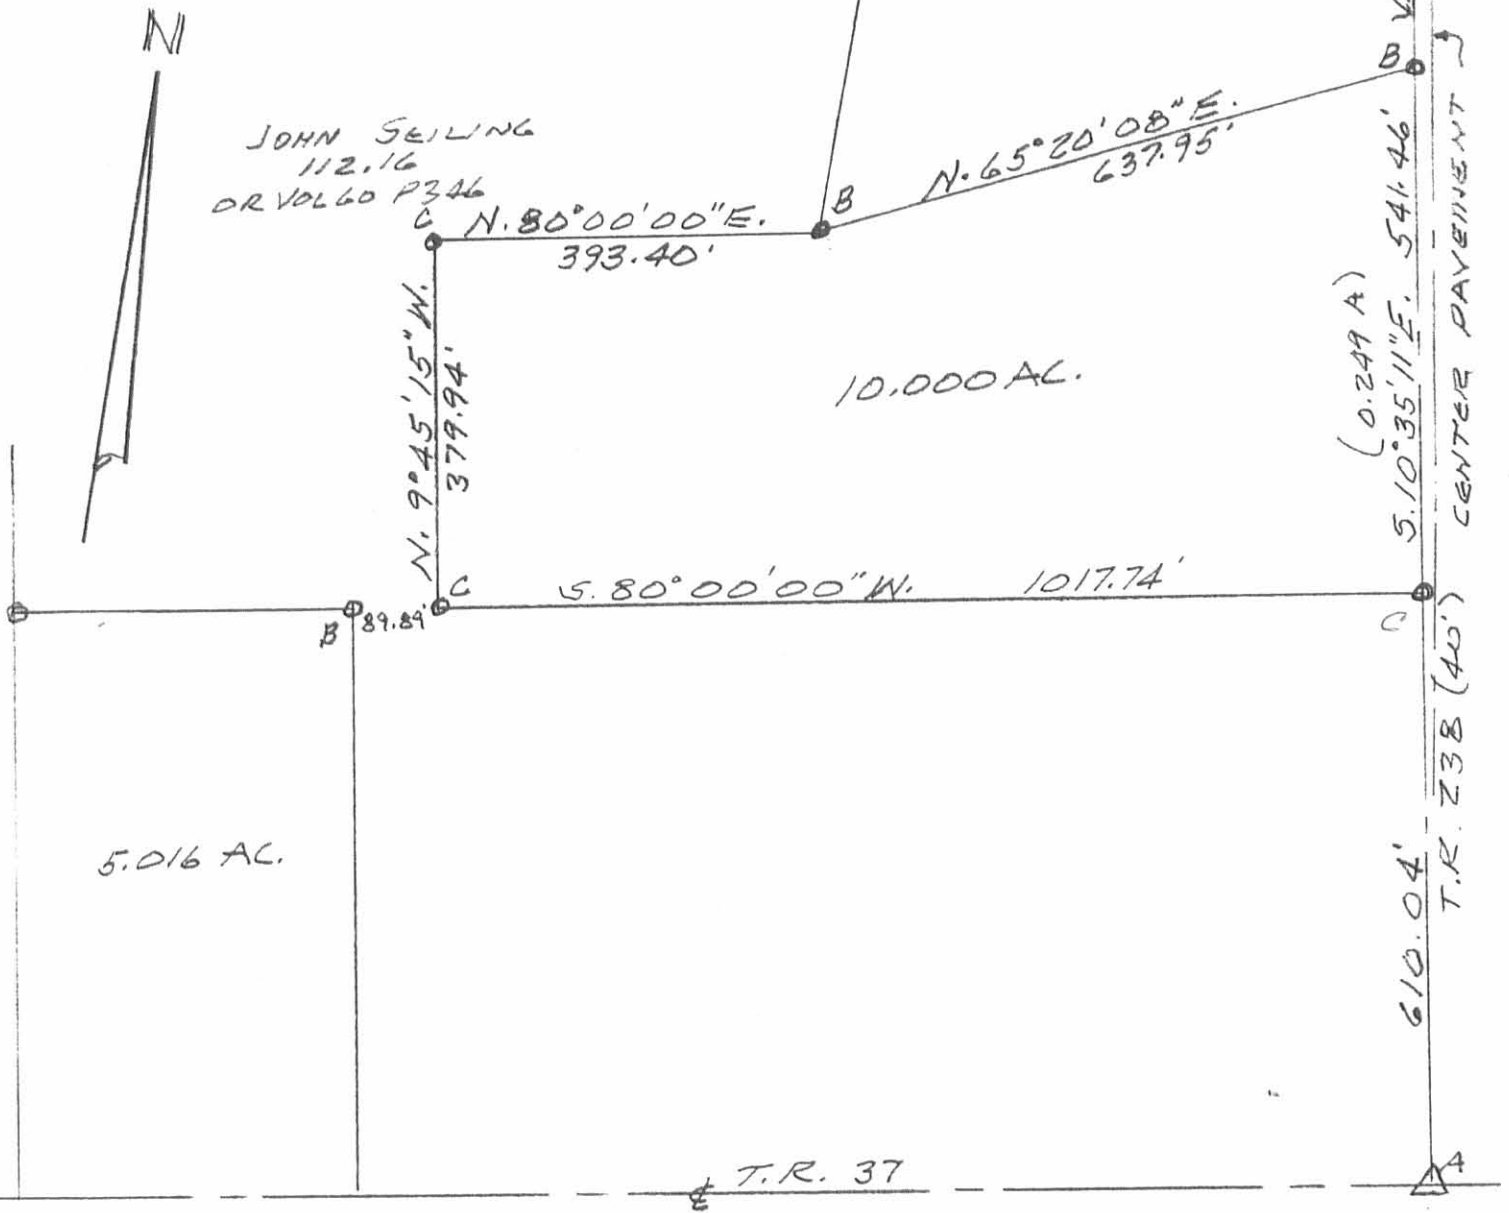 N
JOHN SEILING
112.16
OR VOL 60 P346
C
N. 80°00'00"E.
393.40'
B
N. 65°20'08"E.
637.95'
B
N. 9°45'15"W.
379.94'
10.000 AC.
(0.249 A)
S. 10°35'11"E. 541.46'
CENTER PAVEMENT
C
S. 80°00'00"W. 1017.74'
C
B
89.89'
T.R. 238 (40')
5.016 AC.
610.04'
T.R. 37
A